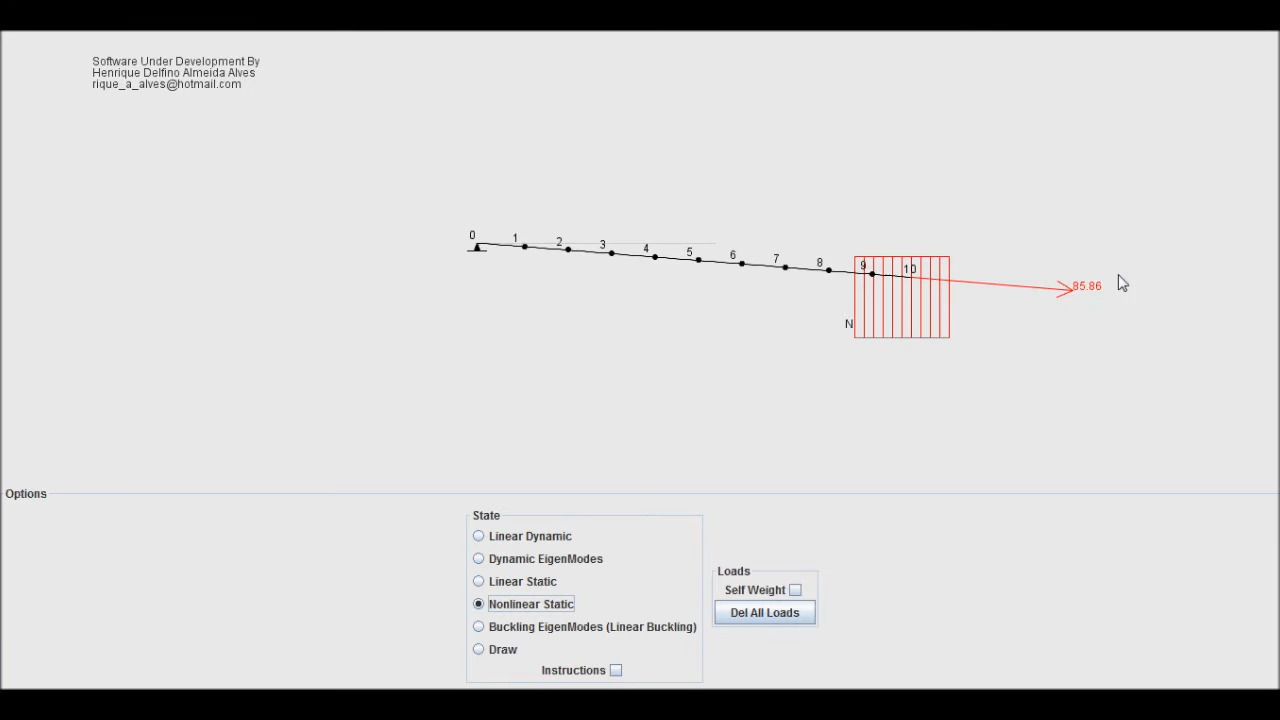 Software Under Development By
Henrique Delfino Almeida Alves
rique_a_alves@hotmail.com
0 1 2 3 4 5 6 7 8 9 10
85.86
N
Options
State
Linear Dynamic
Dynamic EigenModes
Linear Static
Nonlinear Static
Buckling EigenModes (Linear Buckling)
Draw
Instructions
Loads
Self Weight
Del All Loads